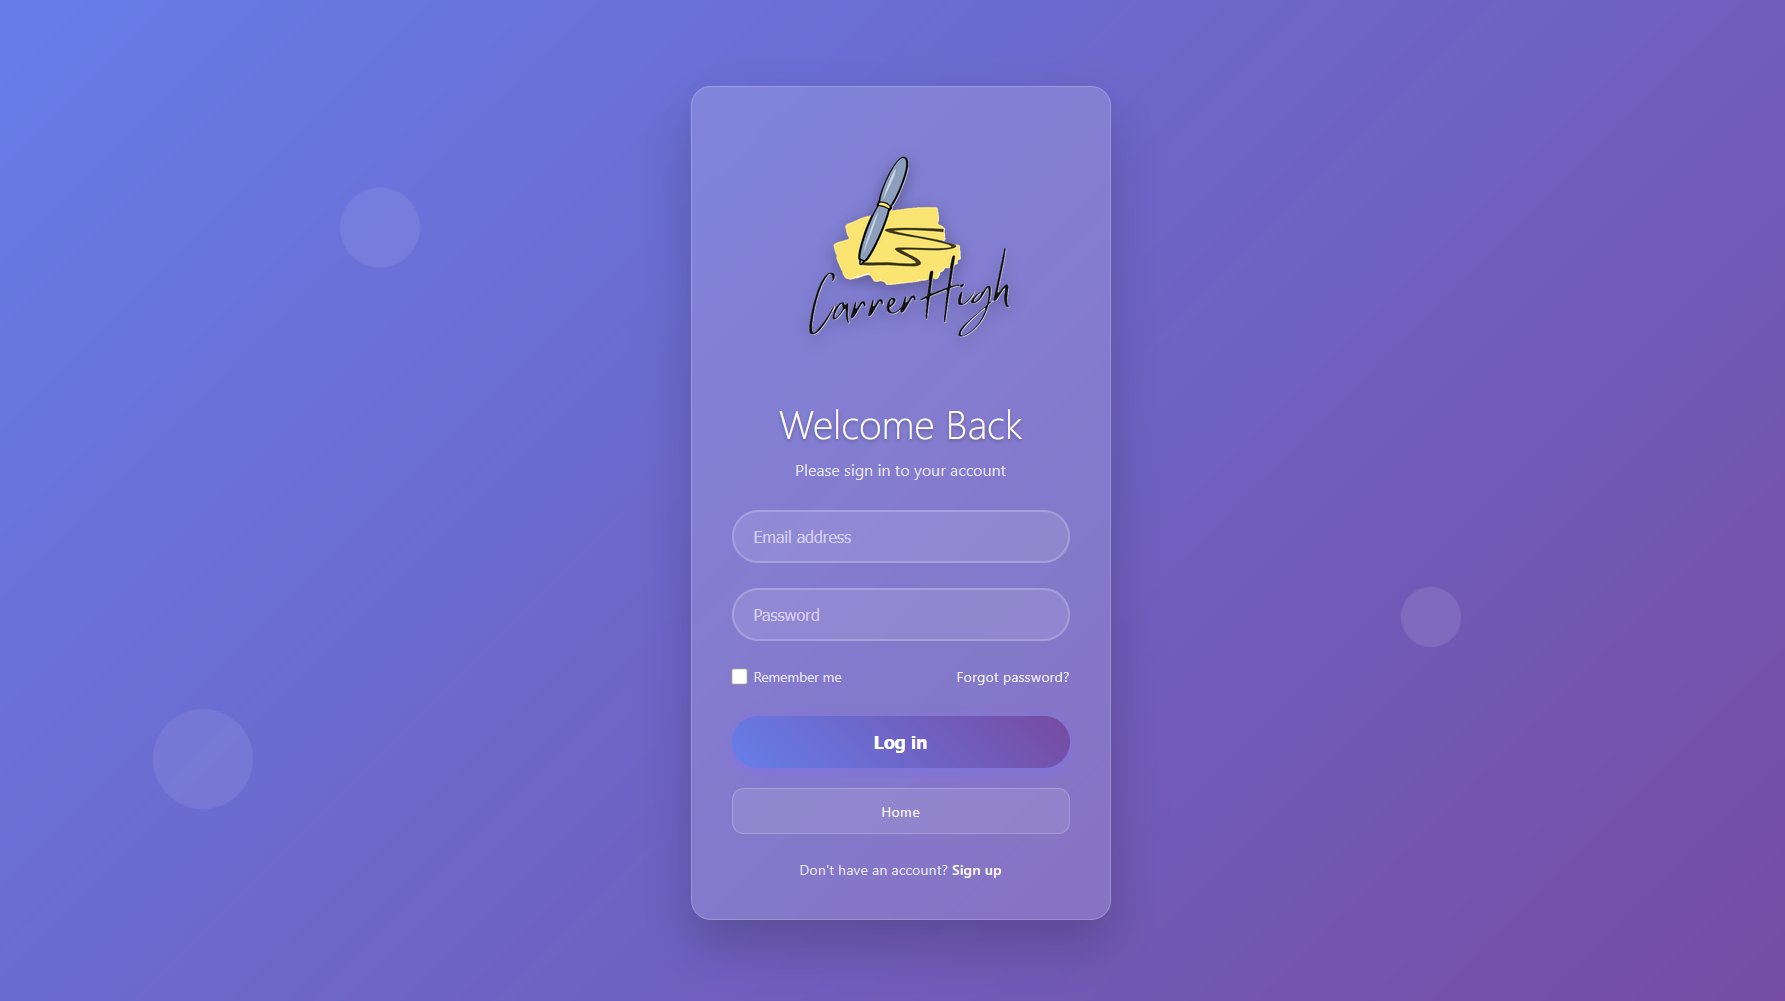 CarrerHigh
Welcome Back
Please sign in to your account
Email address
Password
Remember me
Forgot password?
Log in
Home
Don't have an account? Sign up